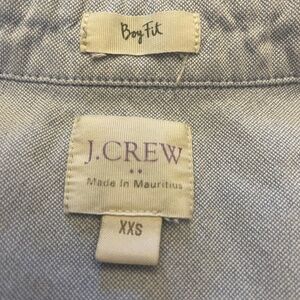 Boy Fit
J.CREW
Made In Mauritius
XXS